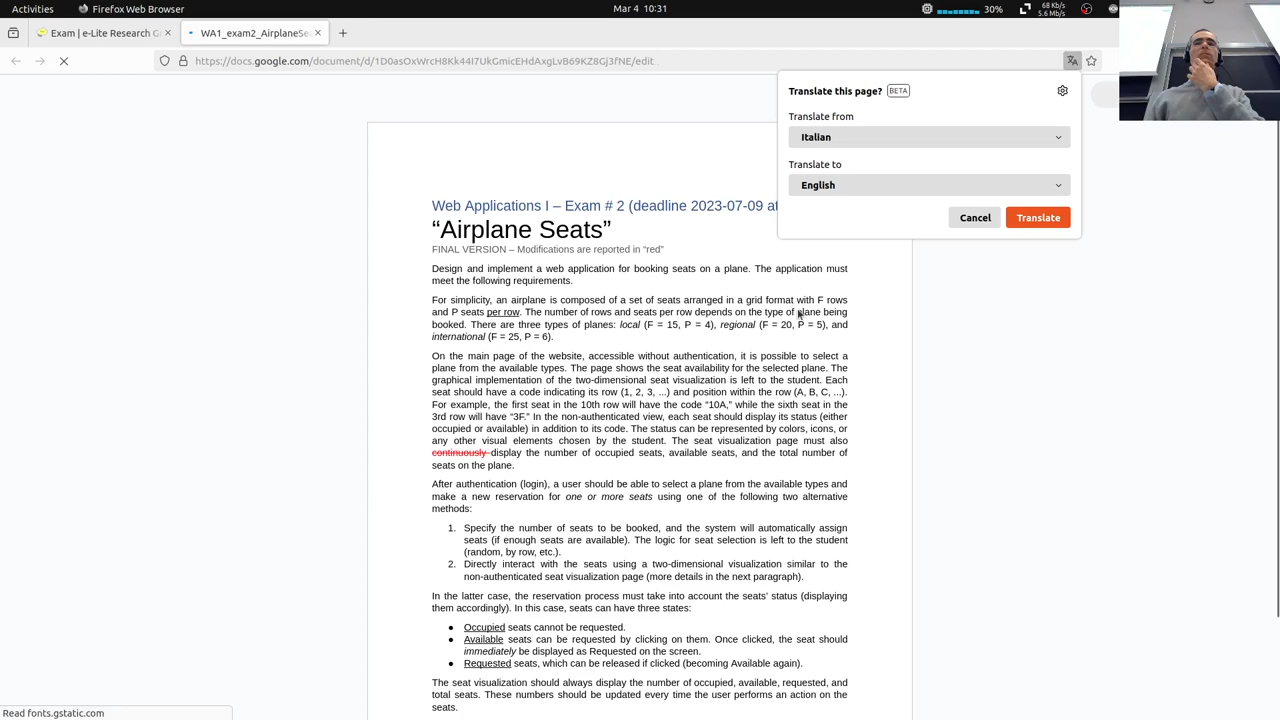 Activities
Firefox Web Browser
Mar 4 10:31
30%
68 Kb/s
5.6 Mb/s
Exam | e-Lite Research G
WA1_exam2_AirplaneSe
https://docs.google.com/document/d/1D0asOxWrcH8Kk44I7UkGmicEHdAxgLvB69KZ8Gj3fNE/edit
Translate this page? BETA
Translate from
Italian
Translate to
English
Cancel
Translate
Web Applications I – Exam # 2 (deadline 2023-07-09 at
“Airplane Seats”
FINAL VERSION – Modifications are reported in “red”
Design and implement a web application for booking seats on a plane. The application must
meet the following requirements.
For simplicity, an airplane is composed of a set of seats arranged in a grid format with F rows
and P seats per row. The number of rows and seats per row depends on the type of plane being
booked. There are three types of planes: local (F = 15, P = 4), regional (F = 20, P = 5), and
international (F = 25, P = 6).
On the main page of the website, accessible without authentication, it is possible to select a
plane from the available types. The page shows the seat availability for the selected plane. The
graphical implementation of the two-dimensional seat visualization is left to the student. Each
seat should have a code indicating its row (1, 2, 3, ...) and position within the row (A, B, C, ...).
For example, the first seat in the 10th row will have the code “10A,” while the sixth seat in the
3rd row will have “3F.” In the non-authenticated view, each seat should display its status (either
occupied or available) in addition to its code. The status can be represented by colors, icons, or
any other visual elements chosen by the student. The seat visualization page must also
continuously display the number of occupied seats, available seats, and the total number of
seats on the plane.
After authentication (login), a user should be able to select a plane from the available types and
make a new reservation for one or more seats using one of the following two alternative
methods:
1. Specify the number of seats to be booked, and the system will automatically assign
seats (if enough seats are available). The logic for seat selection is left to the student
(random, by row, etc.).
2. Directly interact with the seats using a two-dimensional visualization similar to the
non-authenticated seat visualization page (more details in the next paragraph).
In the latter case, the reservation process must take into account the seats' status (displaying
them accordingly). In this case, seats can have three states:
● Occupied seats cannot be requested.
● Available seats can be requested by clicking on them. Once clicked, the seat should
immediately be displayed as Requested on the screen.
● Requested seats, which can be released if clicked (becoming Available again).
The seat visualization should always display the number of occupied, available, requested, and
total seats. These numbers should be updated every time the user performs an action on the
seats.
Read fonts.gstatic.com